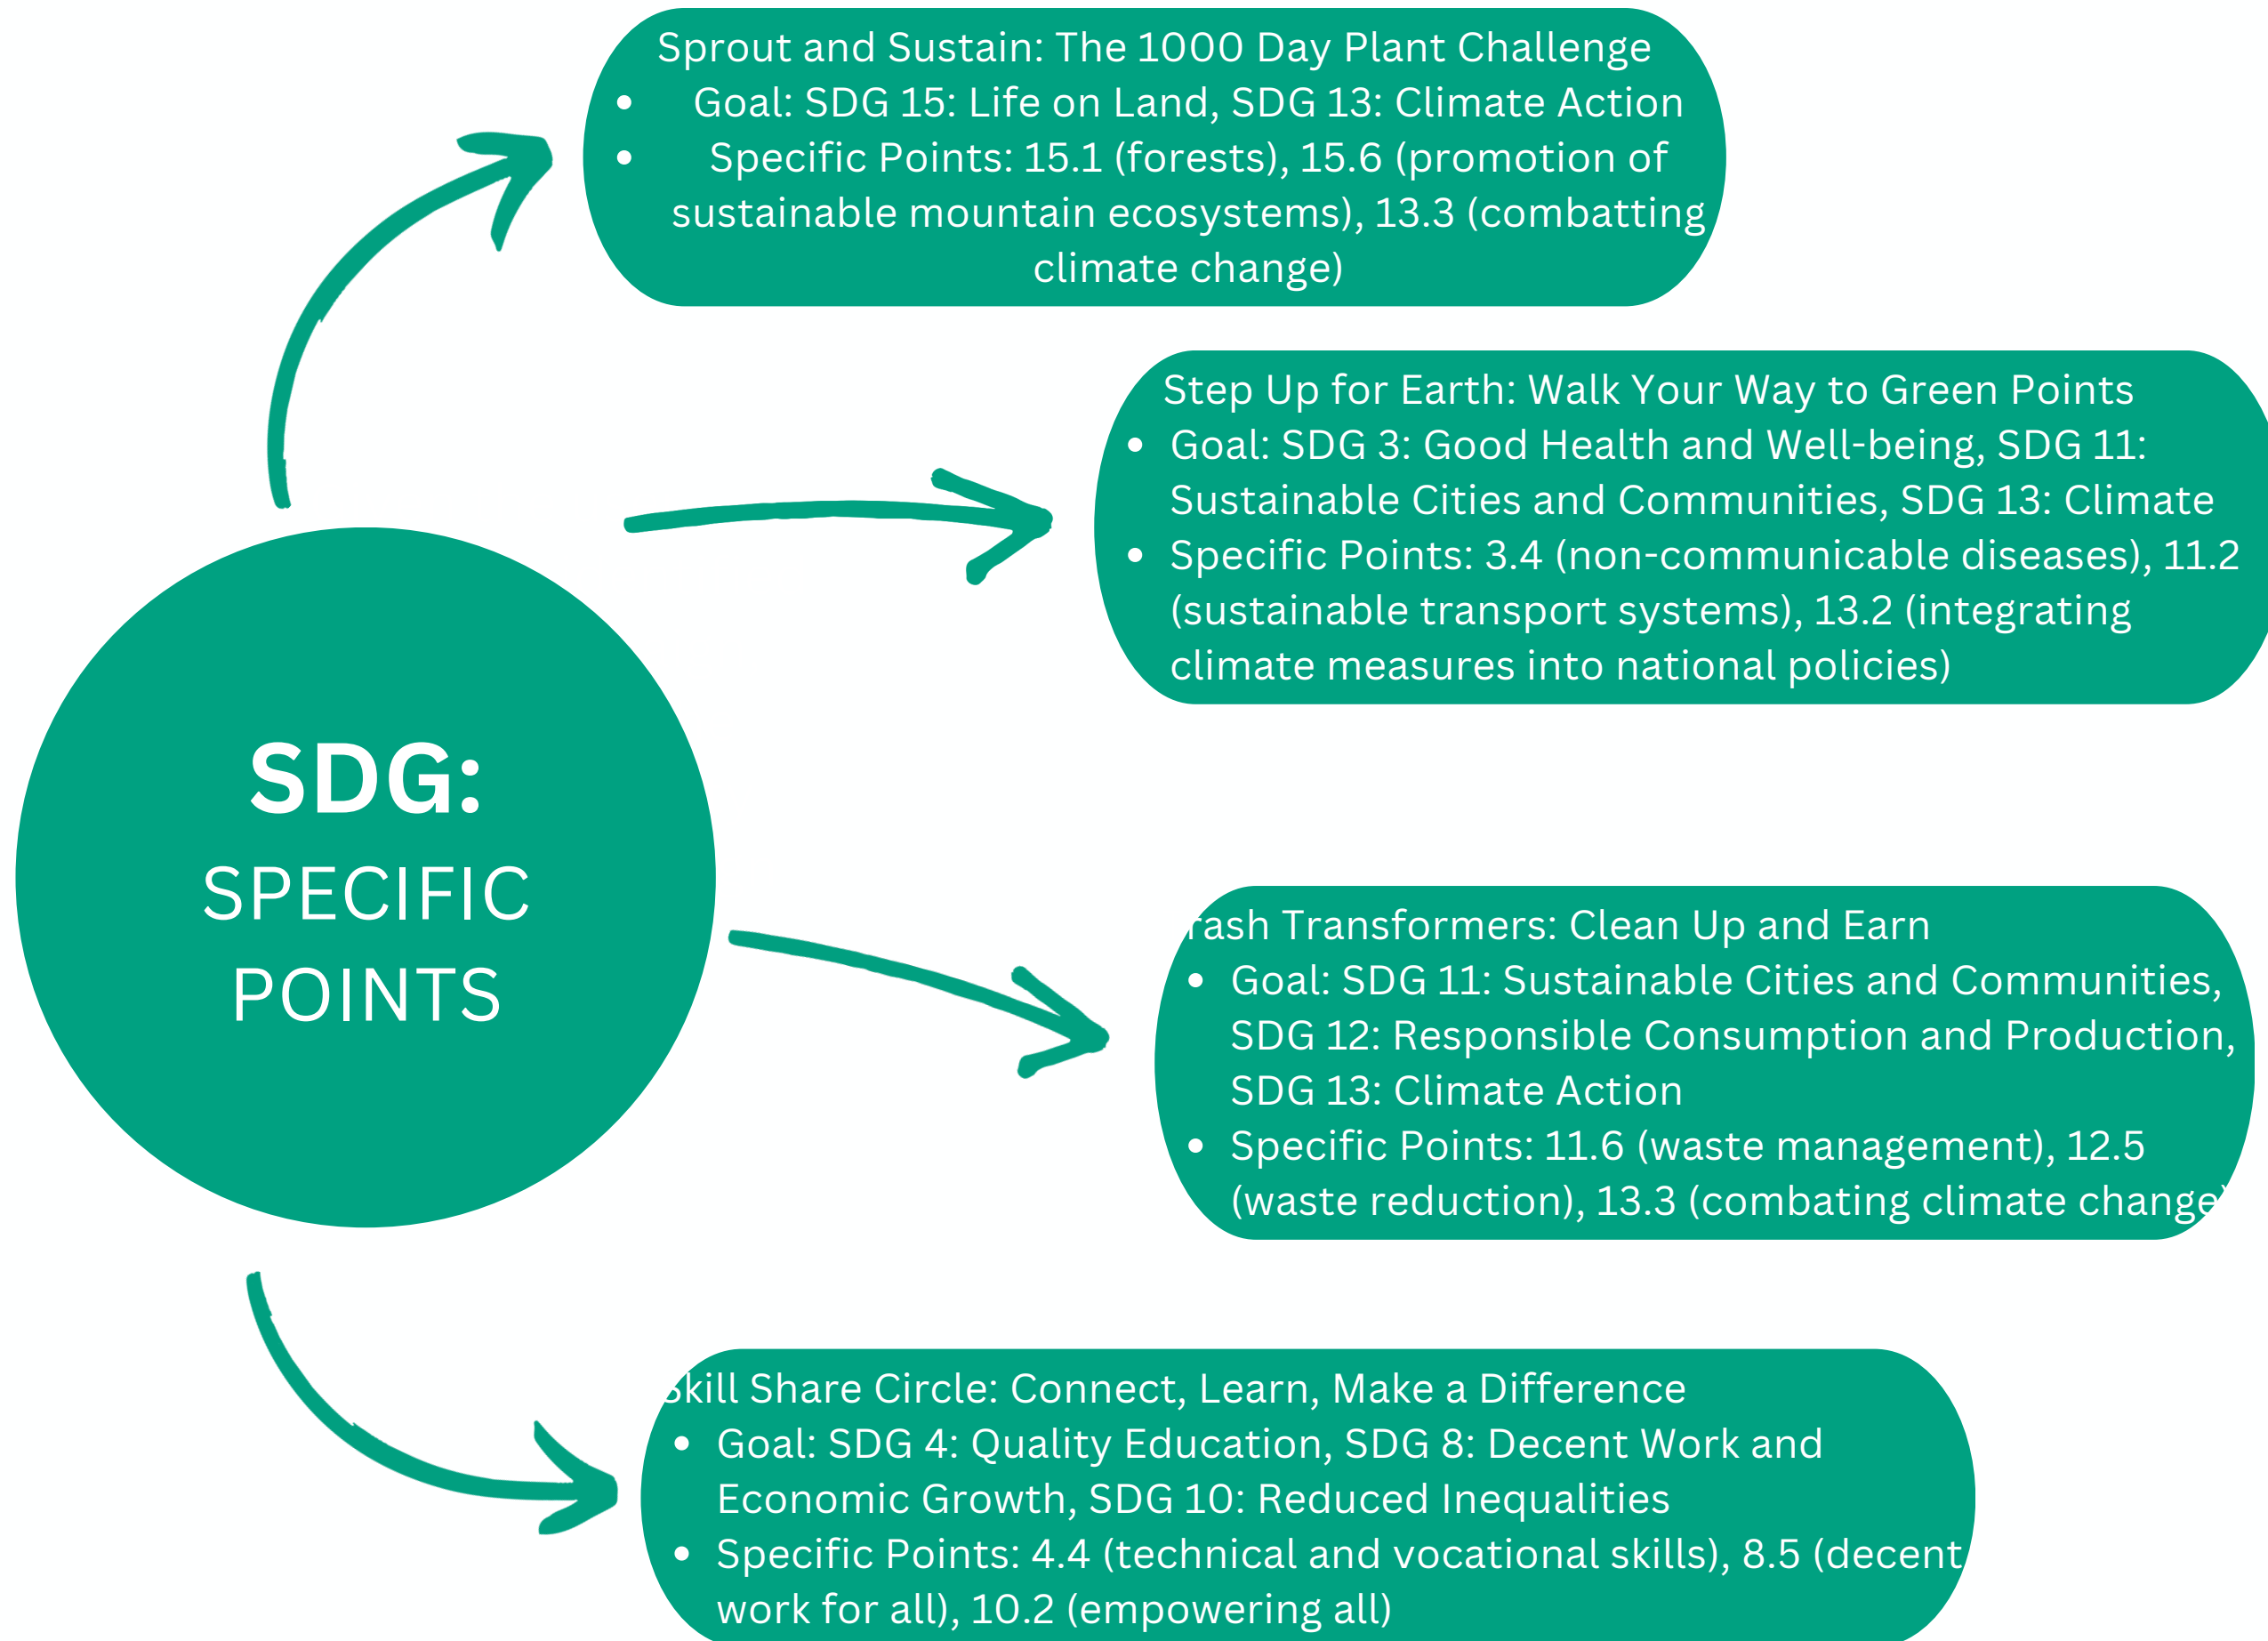 Sprout and Sustain: The 1000 Day Plant Challenge
• Goal: SDG 15: Life on Land, SDG 13: Climate Action
• Specific Points: 15.1 (forests), 15.6 (promotion of
sustainable mountain ecosystems), 13.3 (combatting
climate change)
Step Up for Earth: Walk Your Way to Green Points
• Goal: SDG 3: Good Health and Well-being, SDG 11:
Sustainable Cities and Communities, SDG 13: Climate
• Specific Points: 3.4 (non-communicable diseases), 11.2
(sustainable transport systems), 13.2 (integrating
climate measures into national policies)
SDG:
SPECIFIC
POINTS
rash Transformers: Clean Up and Earn
• Goal: SDG 11: Sustainable Cities and Communities,
SDG 12: Responsible Consumption and Production,
SDG 13: Climate Action
• Specific Points: 11.6 (waste management), 12.5
(waste reduction), 13.3 (combating climate change)
Skill Share Circle: Connect, Learn, Make a Difference
• Goal: SDG 4: Quality Education, SDG 8: Decent Work and
Economic Growth, SDG 10: Reduced Inequalities
• Specific Points: 4.4 (technical and vocational skills), 8.5 (decent
work for all), 10.2 (empowering all)